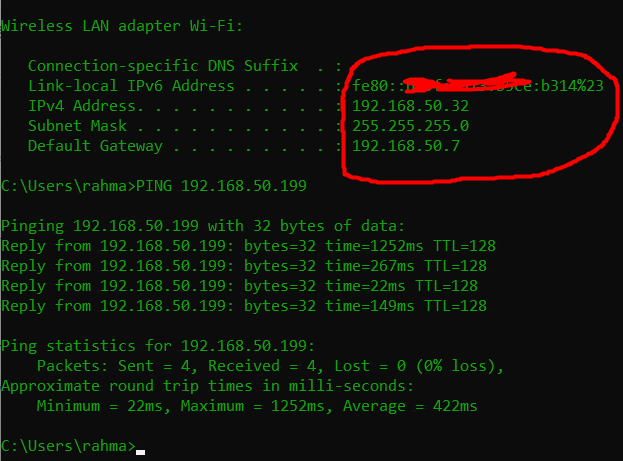 Wireless LAN adapter Wi-Fi:
Connection-specific DNS Suffix  . :
Link-local IPv6 Address . . . . . : fe80:: :b314%23
IPv4 Address. . . . . . . . . . . : 192.168.50.32
Subnet Mask . . . . . . . . . . . : 255.255.255.0
Default Gateway . . . . . . . . . : 192.168.50.7
C:\Users\rahma>PING 192.168.50.199
Pinging 192.168.50.199 with 32 bytes of data:
Reply from 192.168.50.199: bytes=32 time=1252ms TTL=128
Reply from 192.168.50.199: bytes=32 time=267ms TTL=128
Reply from 192.168.50.199: bytes=32 time=22ms TTL=128
Reply from 192.168.50.199: bytes=32 time=149ms TTL=128
Ping statistics for 192.168.50.199:
Packets: Sent = 4, Received = 4, Lost = 0 (0% loss),
Approximate round trip times in milli-seconds:
Minimum = 22ms, Maximum = 1252ms, Average = 422ms
C:\Users\rahma>